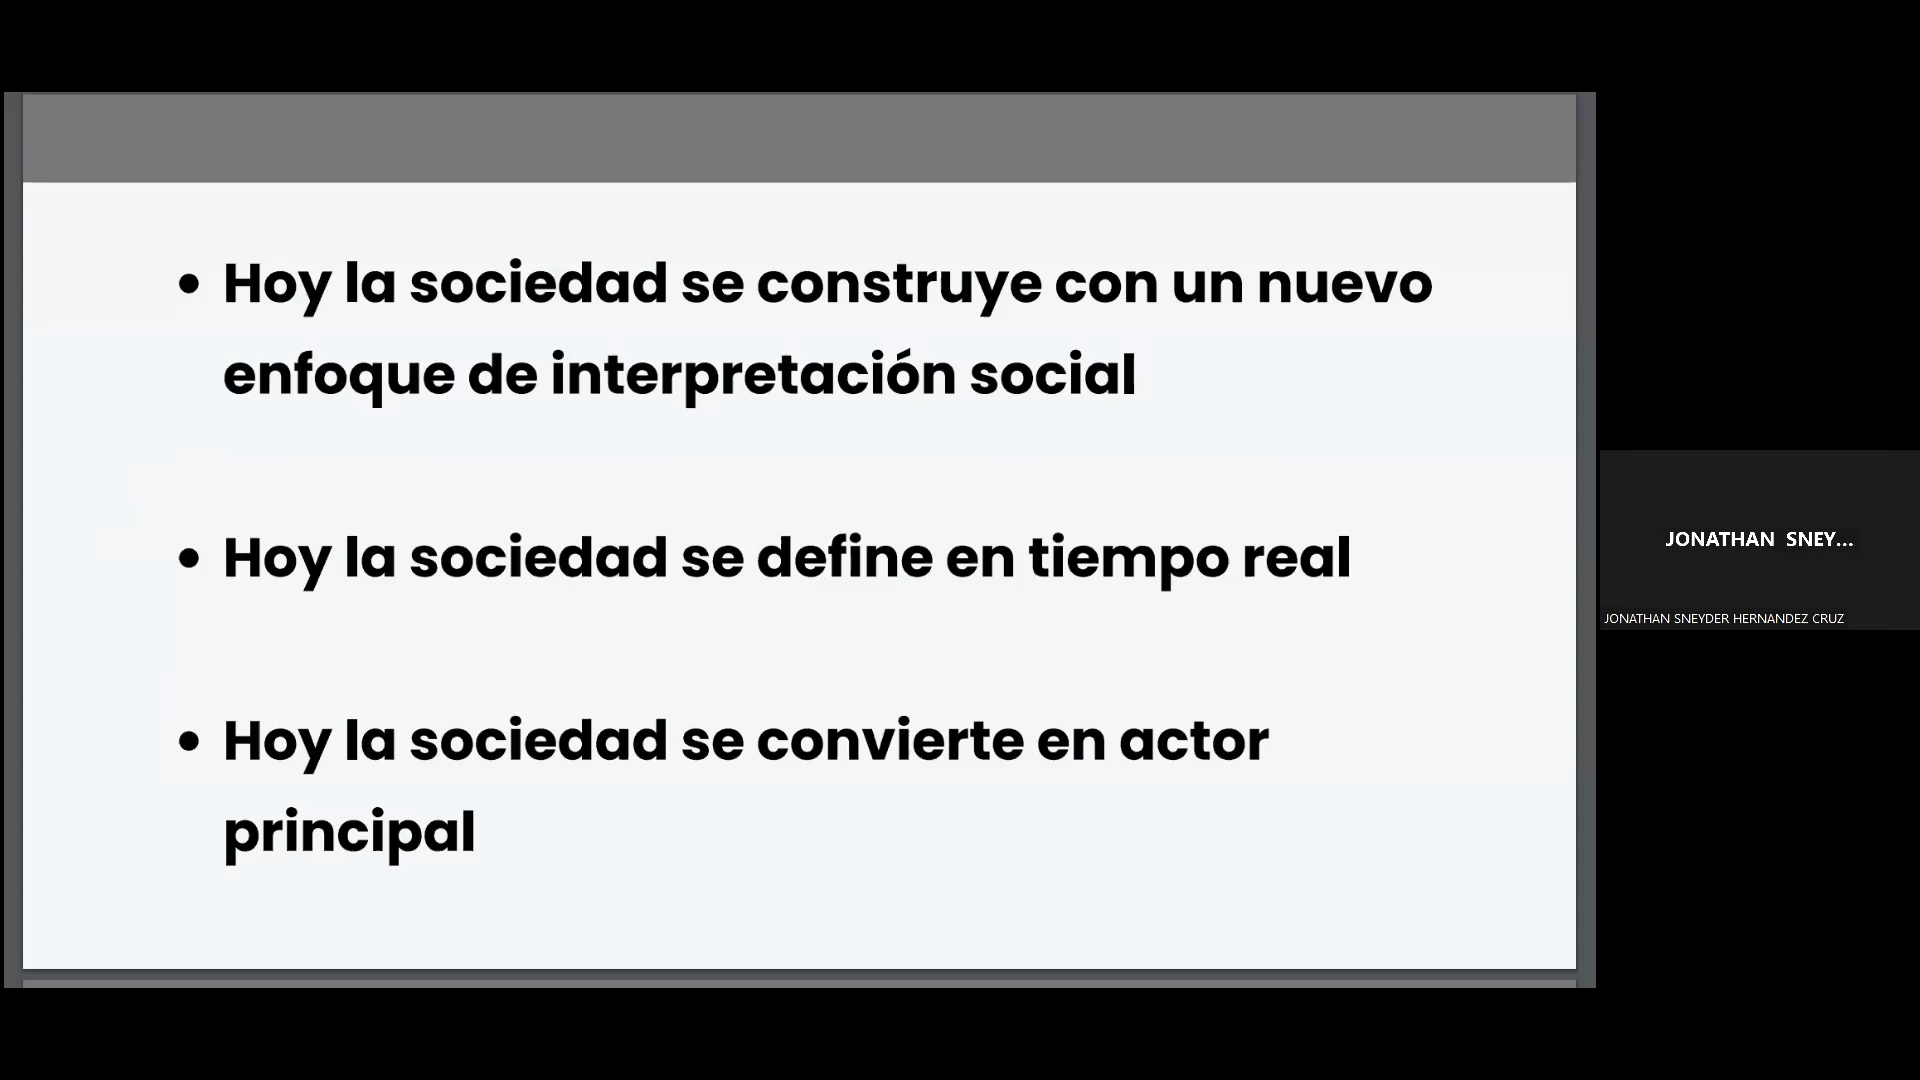 • Hoy la sociedad se construye con un nuevo
enfoque de interpretación social
• Hoy la sociedad se define en tiempo real
• Hoy la sociedad se convierte en actor
principal
JONATHAN SNEY...
JONATHAN SNEYDER HERNANDEZ CRUZ